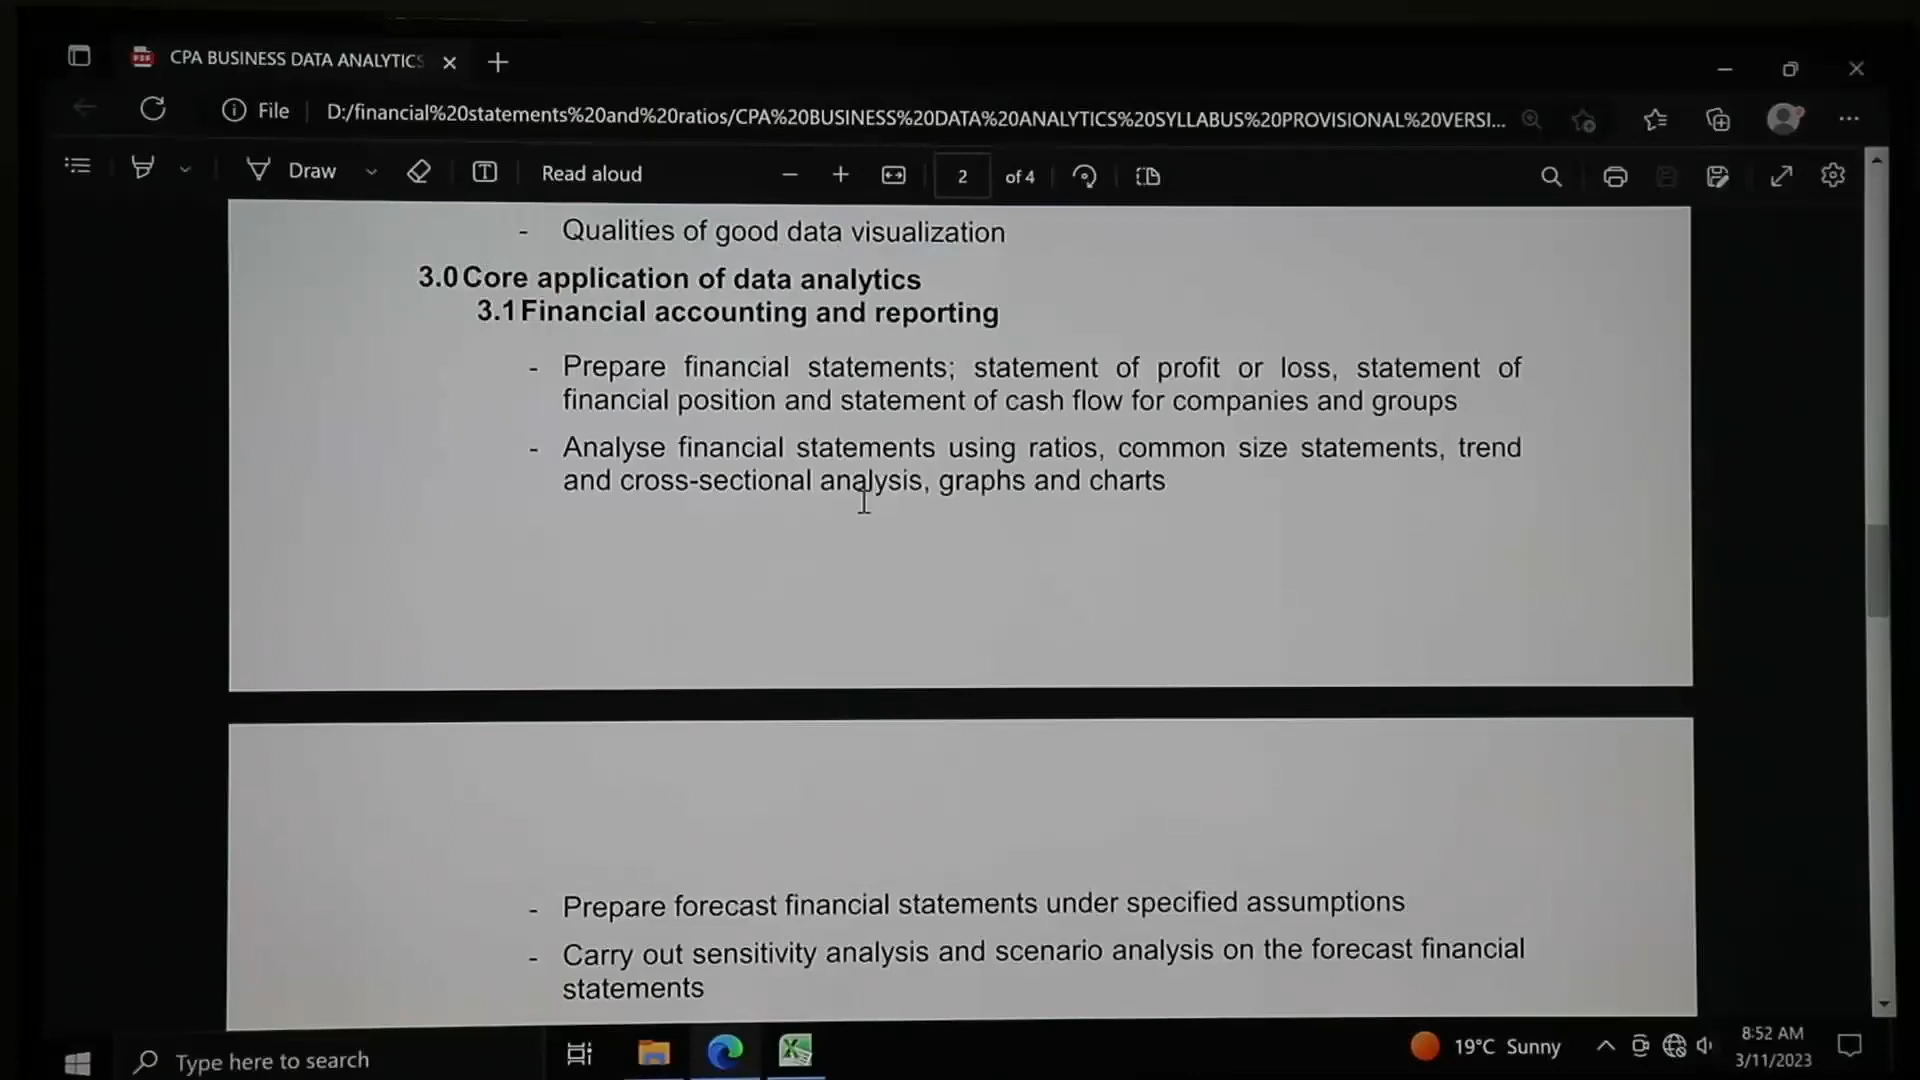 CPA BUSINESS DATA ANALYTICS
File
D:/financial%20statements%20and%20ratios/CPA%20BUSINESS%20DATA%20ANALYTICS%20SYLLABUS%20PROVISIONAL%20VERSI...
Draw
Read aloud
2 of 4
- Qualities of good data visualization
3.0 Core application of data analytics
3.1 Financial accounting and reporting
- Prepare financial statements; statement of profit or loss, statement of
financial position and statement of cash flow for companies and groups
- Analyse financial statements using ratios, common size statements, trend
and cross-sectional analysis, graphs and charts
- Prepare forecast financial statements under specified assumptions
- Carry out sensitivity analysis and scenario analysis on the forecast financial
statements
Type here to search
19°C Sunny
8:52 AM
3/11/2023